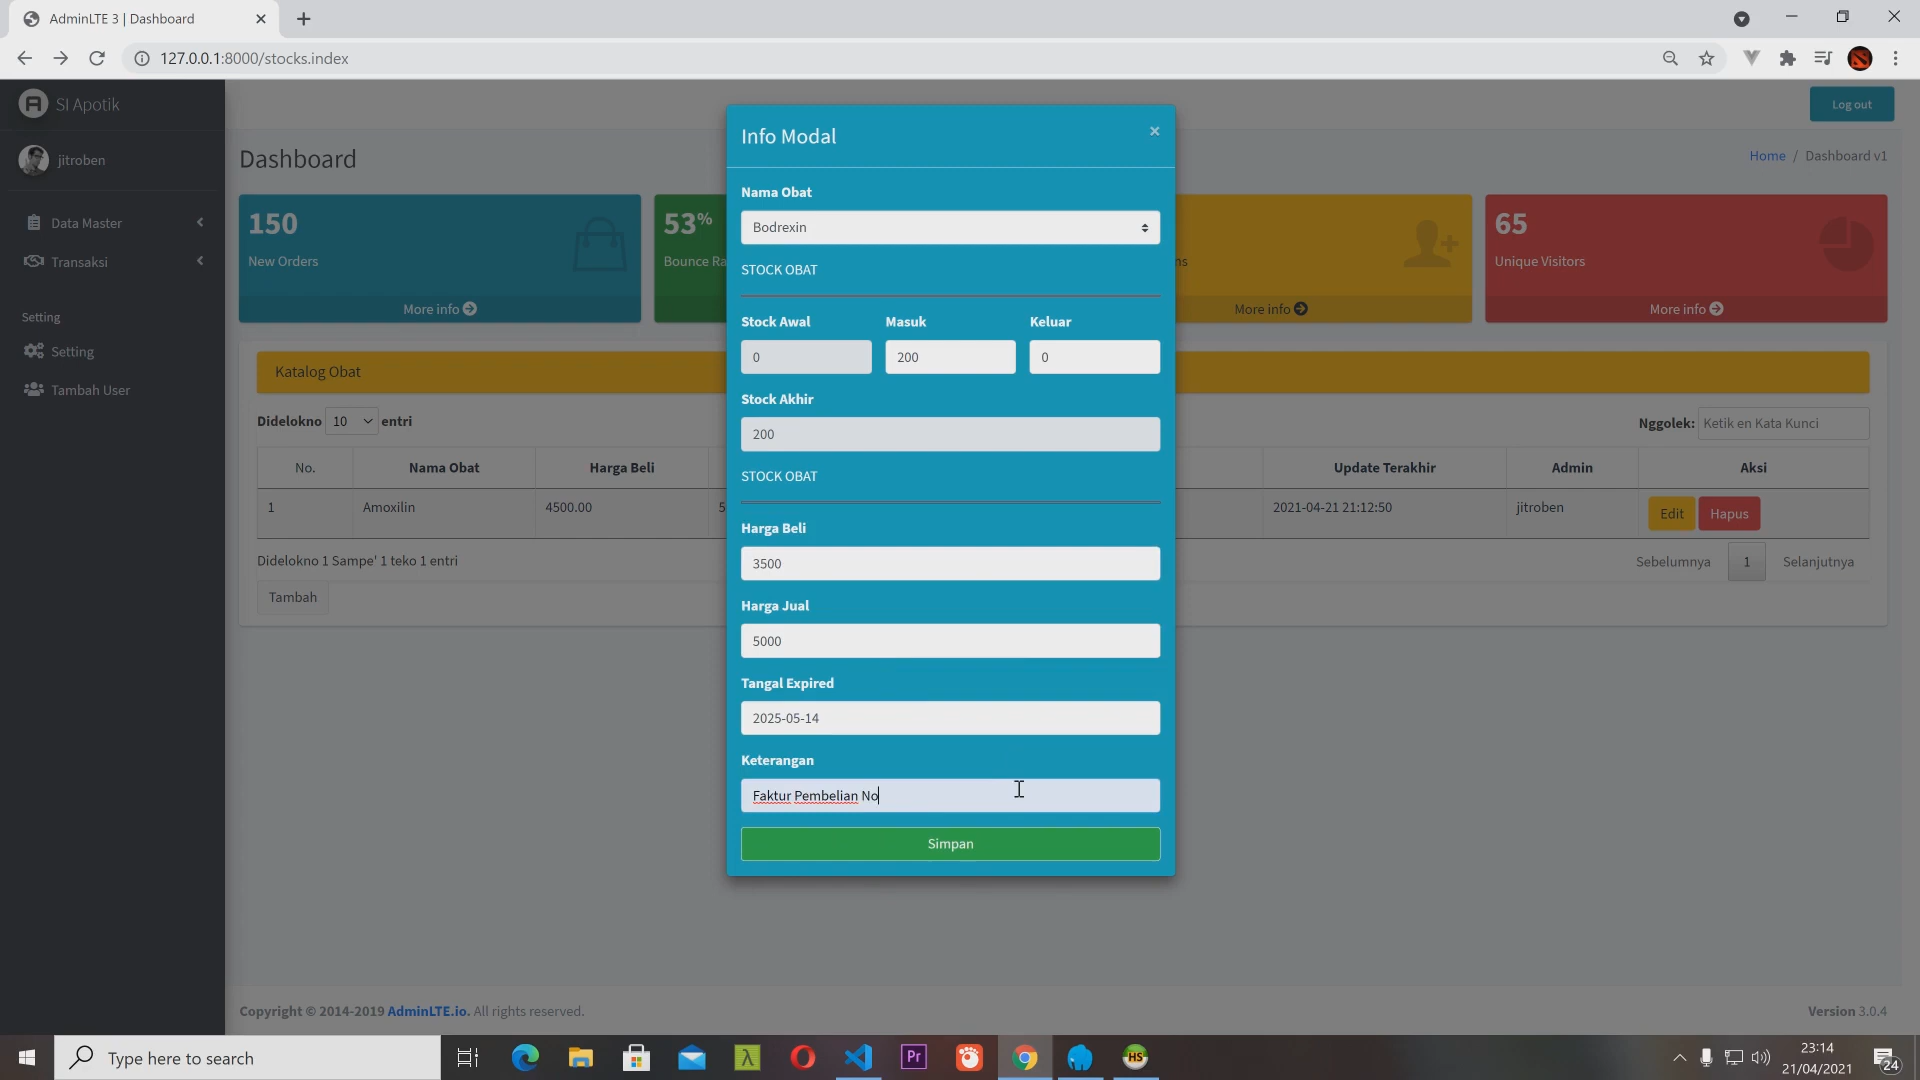 AdminLTE 3 | Dashboard
127.0.0.1:8000/stocks.index
SI Apotik
Log out
Info Modal
×
jitroben
Dashboard
Home / Dashboard v1
Nama Obat
Bodrexin
150
New Orders
More info
53%
Bounce Ra
ns
More info
65
Unique Visitors
More info
Data Master
Transaksi
Setting
Setting
Tambah User
STOCK OBAT
Stock Awal Masuk Keluar
0 200 0
Stock Akhir
200
STOCK OBAT
Harga Beli
3500
Harga Jual
5000
Tangal Expired
2025-05-14
Keterangan
Faktur Pembelian No
Simpan
Katalog Obat
Didelokno 10 entri
Nggolek: Ketik en Kata Kunci
No. Nama Obat Harga Beli Update Terakhir Admin Aksi
1 Amoxilin 4500.00 5 2021-04-21 21:12:50 jitroben Edit Hapus
Didelokno 1 Sampe' 1 teko 1 entri
Sebelumnya 1 Selanjutnya
Tambah
Copyright © 2014-2019 AdminLTE.io. All rights reserved.
Version 3.0.4
Type here to search
λ
Pr
HS
23:14
21/04/2021
24